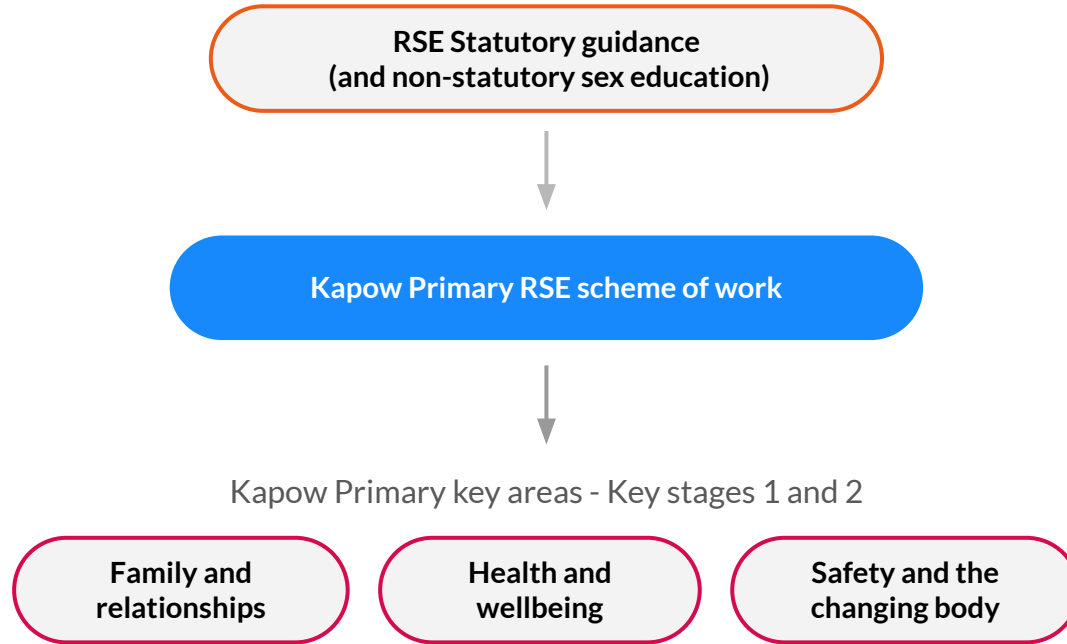 RSE Statutory guidance
(and non-statutory sex education)
Kapow Primary RSE scheme of work
Kapow Primary key areas - Key stages 1 and 2
Family and
relationships
Health and
wellbeing
Safety and the
changing body